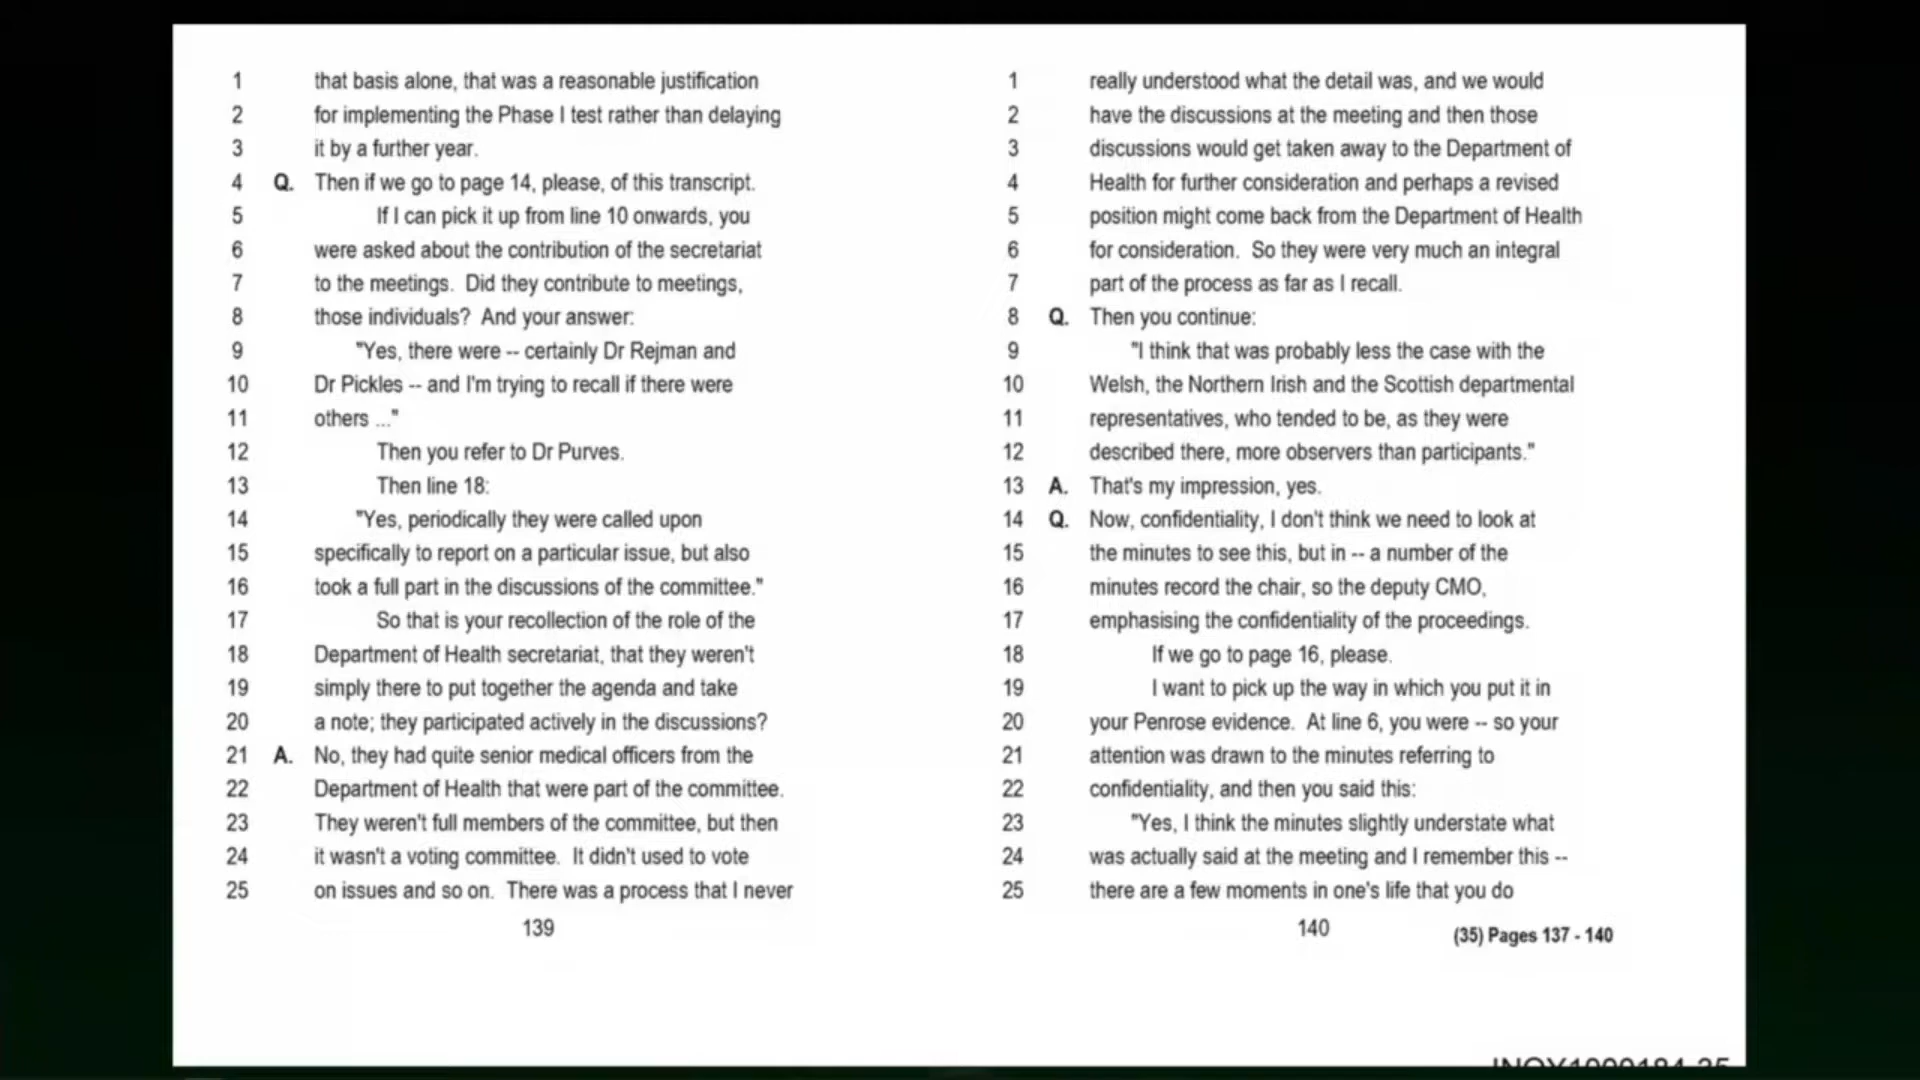 1 that basis alone, that was a reasonable justification
2 for implementing the Phase I test rather than delaying
3 it by a further year.
4 Q. Then if we go to page 14, please, of this transcript.
5 If I can pick it up from line 10 onwards, you
6 were asked about the contribution of the secretariat
7 to the meetings. Did they contribute to meetings,
8 those individuals? And your answer:
9 "Yes, there were -- certainly Dr Rejman and
10 Dr Pickles -- and I'm trying to recall if there were
11 others ..."
12 Then you refer to Dr Purves.
13 Then line 18:
14 "Yes, periodically they were called upon
15 specifically to report on a particular issue, but also
16 took a full part in the discussions of the committee."
17 So that is your recollection of the role of the
18 Department of Health secretariat, that they weren't
19 simply there to put together the agenda and take
20 a note; they participated actively in the discussions?
21 A. No, they had quite senior medical officers from the
22 Department of Health that were part of the committee.
23 They weren't full members of the committee, but then
24 it wasn't a voting committee. It didn't used to vote
25 on issues and so on. There was a process that I never
139
1 really understood what the detail was, and we would
2 have the discussions at the meeting and then those
3 discussions would get taken away to the Department of
4 Health for further consideration and perhaps a revised
5 position might come back from the Department of Health
6 for consideration. So they were very much an integral
7 part of the process as far as I recall.
8 Q. Then you continue:
9 "I think that was probably less the case with the
10 Welsh, the Northern Irish and the Scottish departmental
11 representatives, who tended to be, as they were
12 described there, more observers than participants."
13 A. That's my impression, yes.
14 Q. Now, confidentiality, I don't think we need to look at
15 the minutes to see this, but in -- a number of the
16 minutes record the chair, so the deputy CMO,
17 emphasising the confidentiality of the proceedings.
18 If we go to page 16, please.
19 I want to pick up the way in which you put it in
20 your Penrose evidence. At line 6, you were -- so your
21 attention was drawn to the minutes referring to
22 confidentiality, and then you said this:
23 "Yes, I think the minutes slightly understate what
24 was actually said at the meeting and I remember this --
25 there are a few moments in one's life that you do
140
(35) Pages 137 - 140